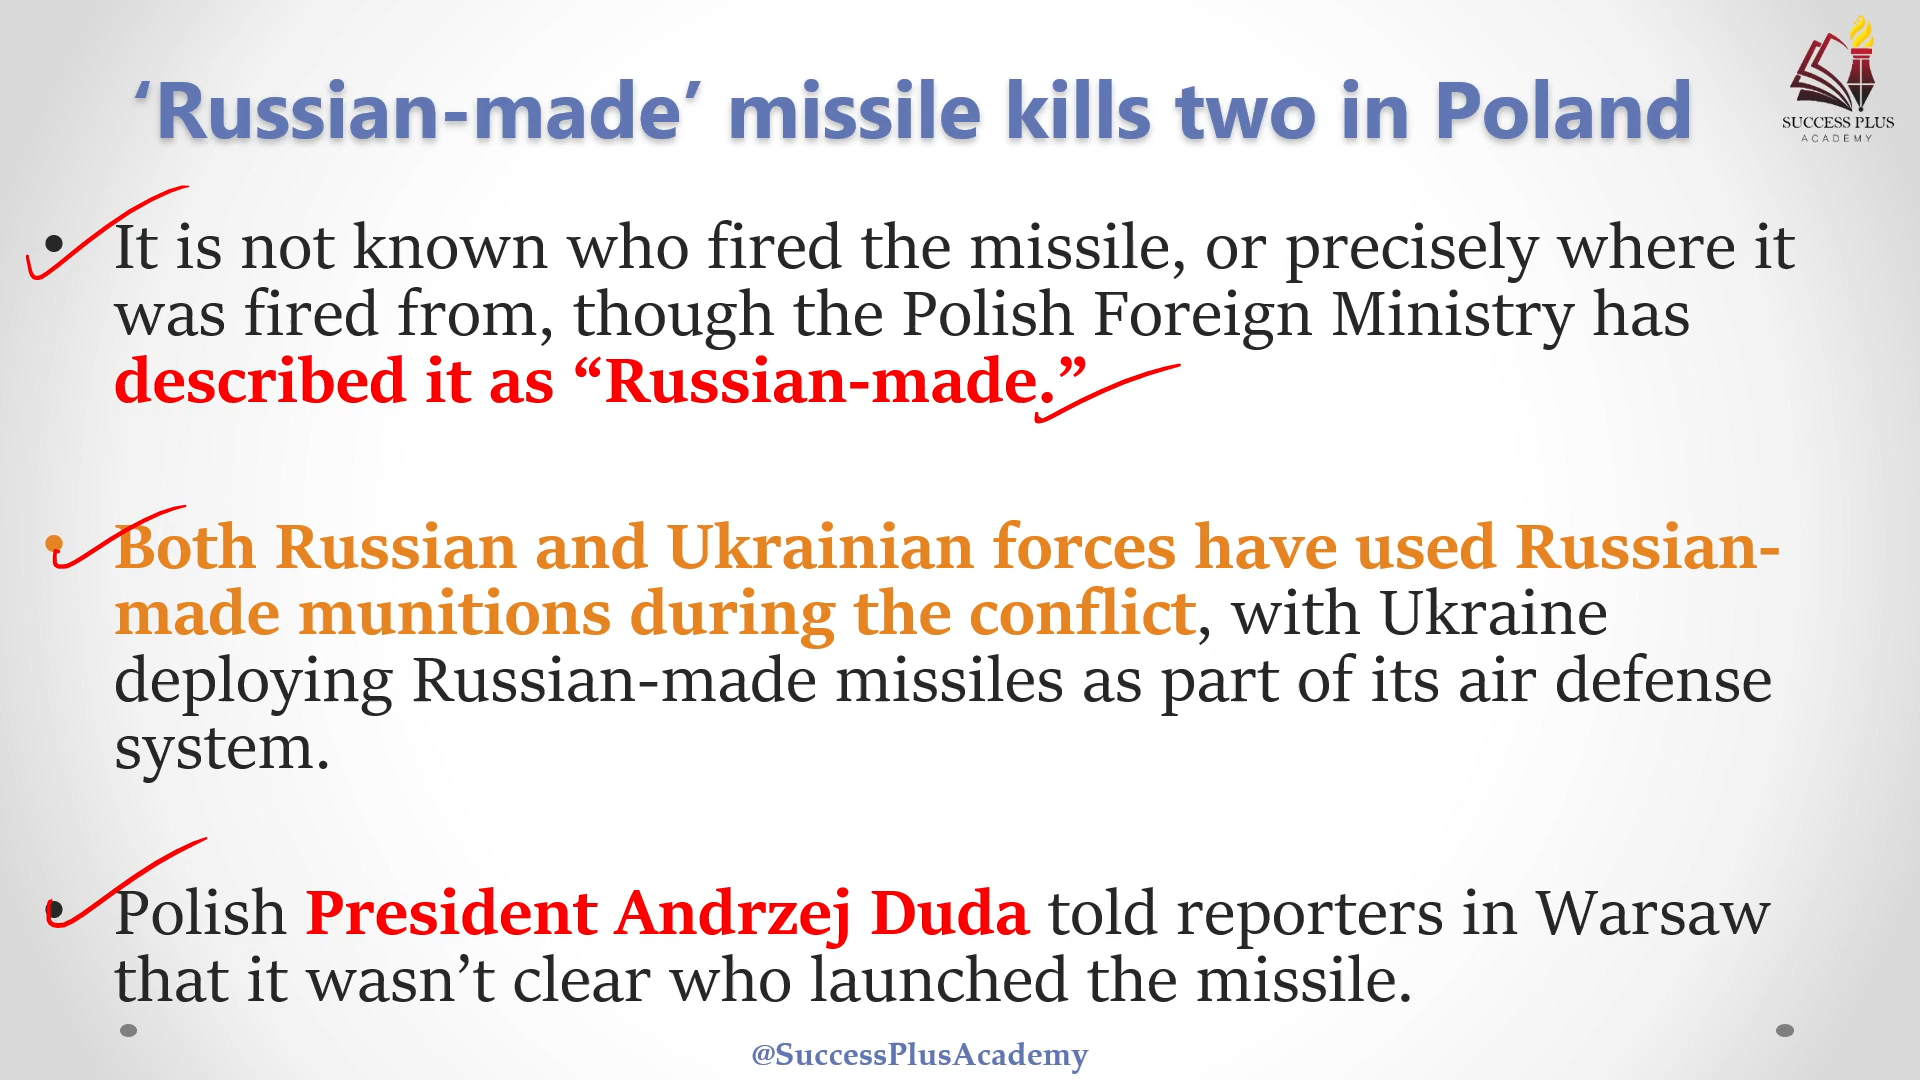 ‘Russian-made’ missile kills two in Poland
SUCCESS PLUS
ACADEMY
• It is not known who fired the missile, or precisely where it
was fired from, though the Polish Foreign Ministry has
described it as “Russian-made.”
• Both Russian and Ukrainian forces have used Russian-
made munitions during the conflict, with Ukraine
deploying Russian-made missiles as part of its air defense
system.
• Polish President Andrzej Duda told reporters in Warsaw
that it wasn’t clear who launched the missile.
@SuccessPlusAcademy